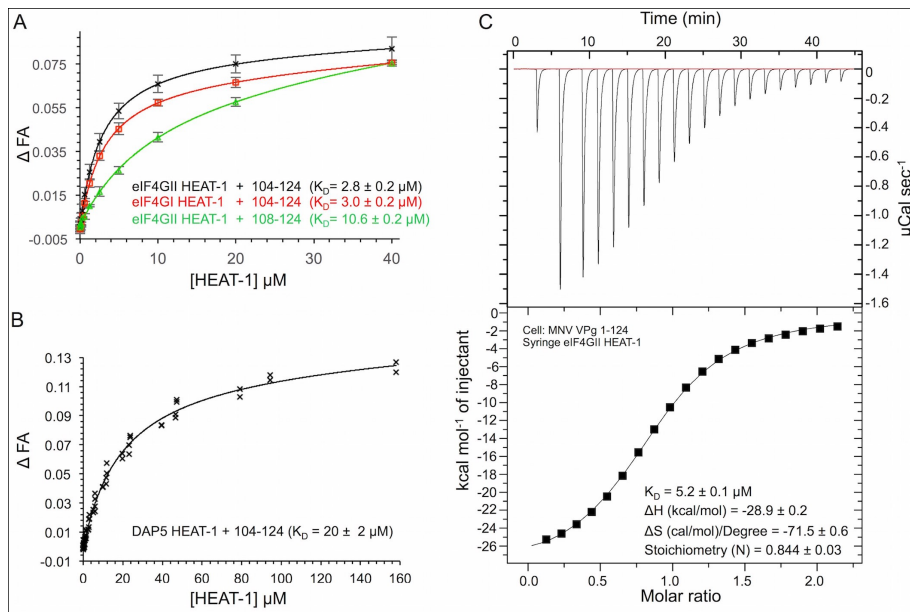 A
Δ FA
0.075
0.055
0.035
0.015
-0.005
eIF4GII HEAT-1 + 104-124 (KD= 2.8 ± 0.2 µM)
eIF4GI HEAT-1 + 104-124 (KD= 3.0 ± 0.2 µM)
eIF4GII HEAT-1 + 108-124 (KD= 10.6 ± 0.2 µM)
0 10 20 30 40
[HEAT-1] µM
B
Δ FA
0.13
0.11
0.09
0.07
0.05
0.03
0.01
-0.01
DAP5 HEAT-1 + 104-124 (KD = 20 ± 2 µM)
0 20 40 60 80 100 120 140 160
[HEAT-1] µM
C
Time (min)
0 10 20 30 40
0
-0.2
-0.4
-0.6
-0.8
-1.0
-1.2
-1.4
-1.6
µCal sec-1
0
-2
-4
-6
-8
-10
-12
-14
-16
-18
-20
-22
-24
-26
kcal mol-1 of injectant
Cell: MNV VPg 1-124
Syringe eIF4GII HEAT-1
KD = 5.2 ± 0.1 µM
ΔH (kcal/mol) = -28.9 ± 0.2
ΔS (cal/mol)/Degree = -71.5 ± 0.6
Stoichiometry (N) = 0.844 ± 0.03
0.0 0.5 1.0 1.5 2.0
Molar ratio